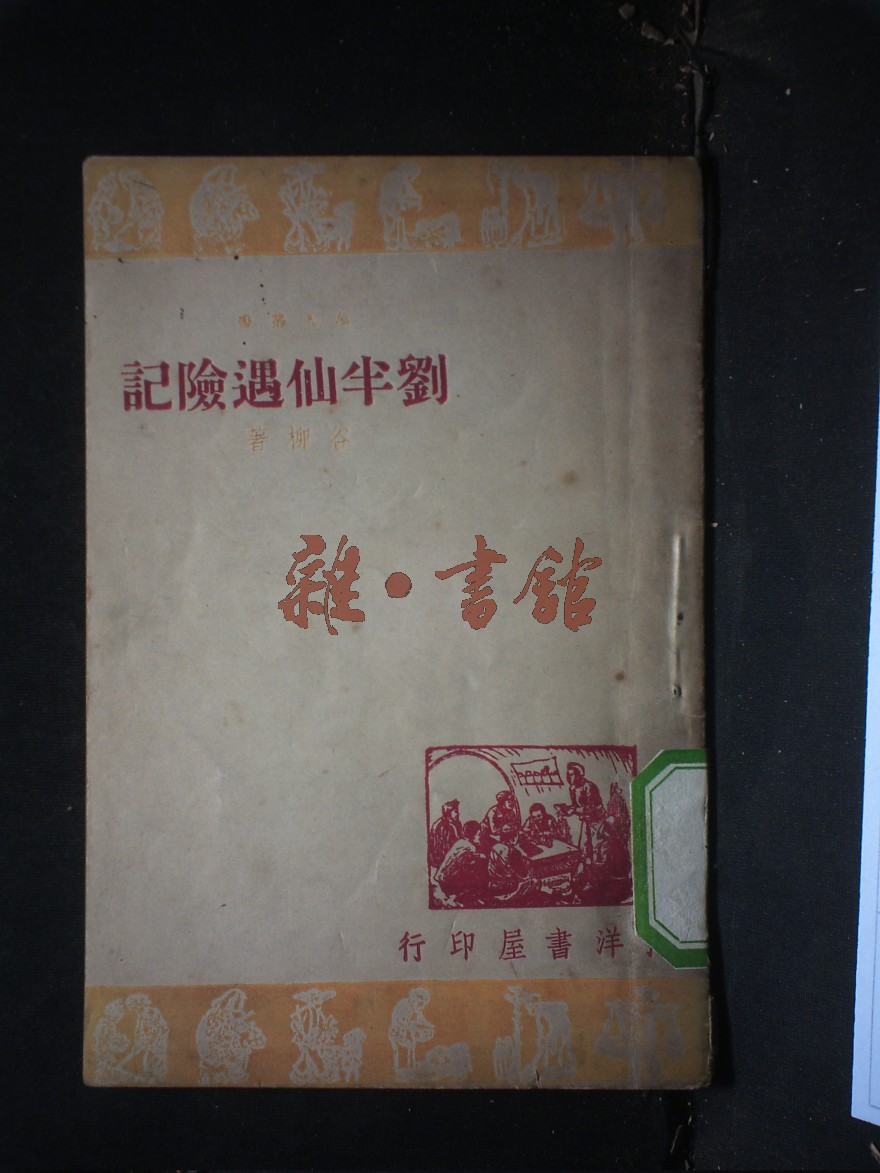 劉半仙遇險記
谷柳著
雜·書館
洋書屋印行